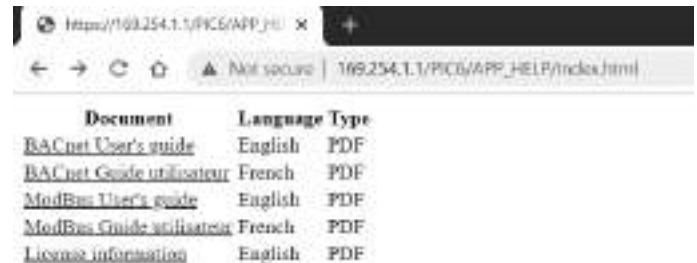 https://169.254.1.1/PIC6/APP_HE
Not secure | 169.254.1.1/PIC6/APP_HELP/index.html
Document Language Type
BACnet User's guide English PDF
BACnet Guide utilisateur French PDF
ModBus User's guide English PDF
ModBus Guide utilisateur French PDF
License information English PDF